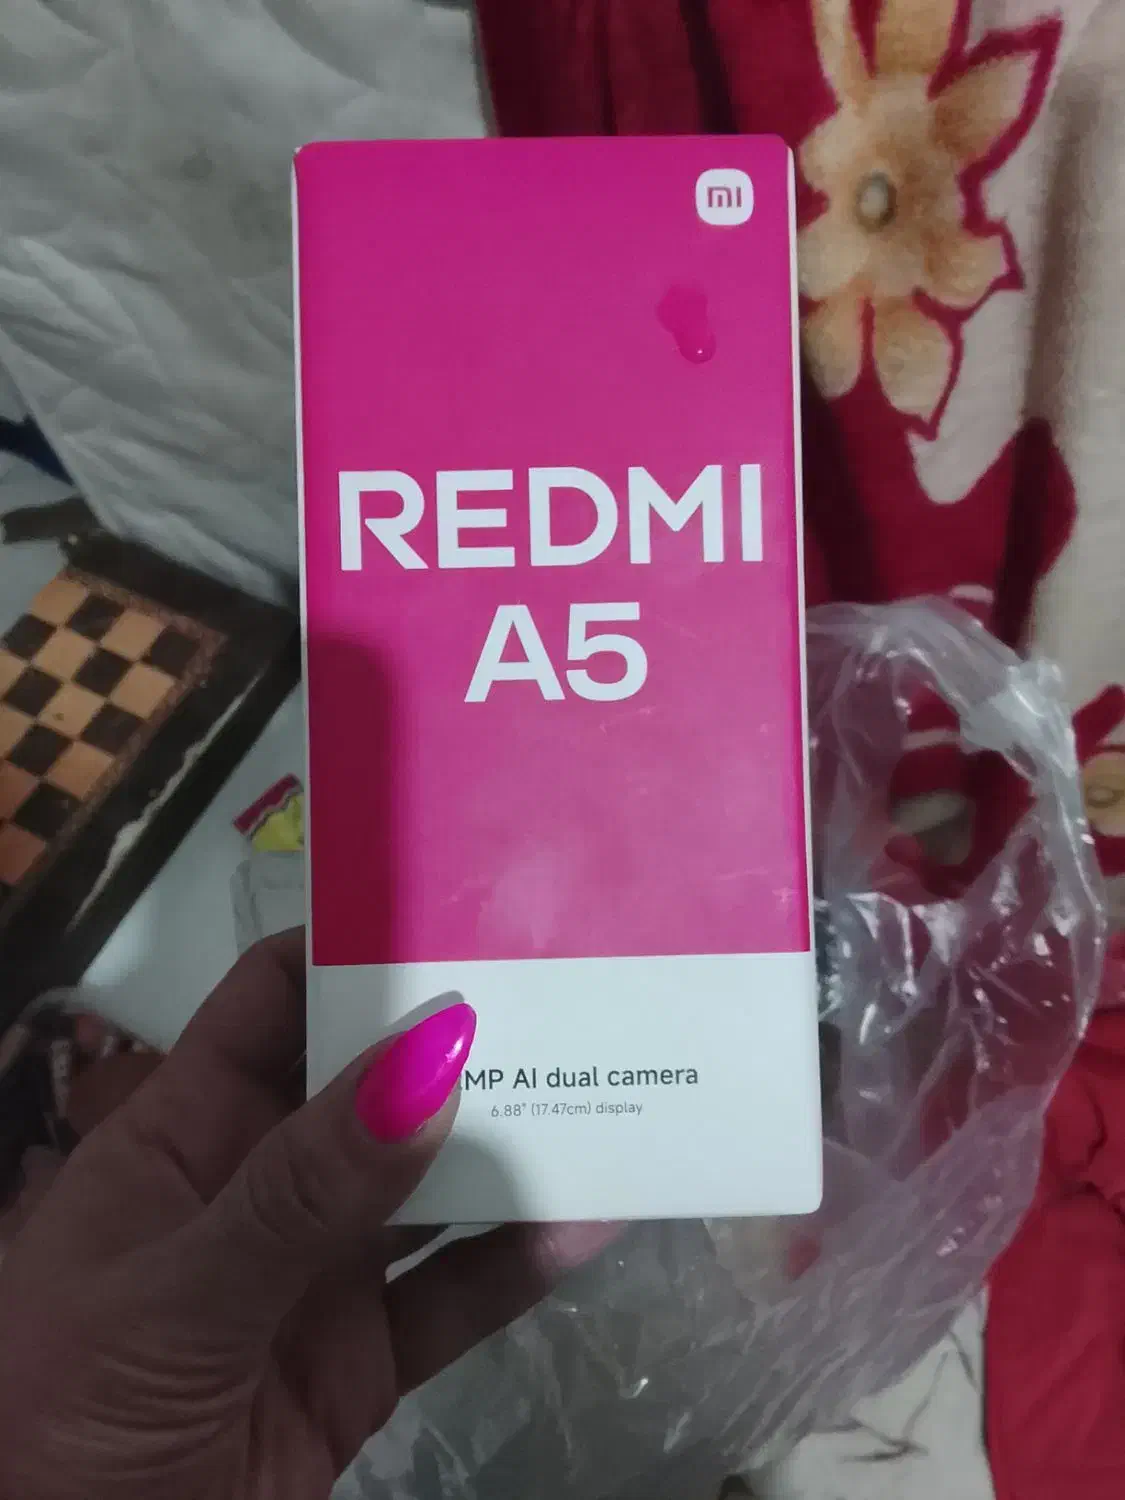 mi
REDMI
A5
MP AI dual camera
6.88" (17.47cm) display